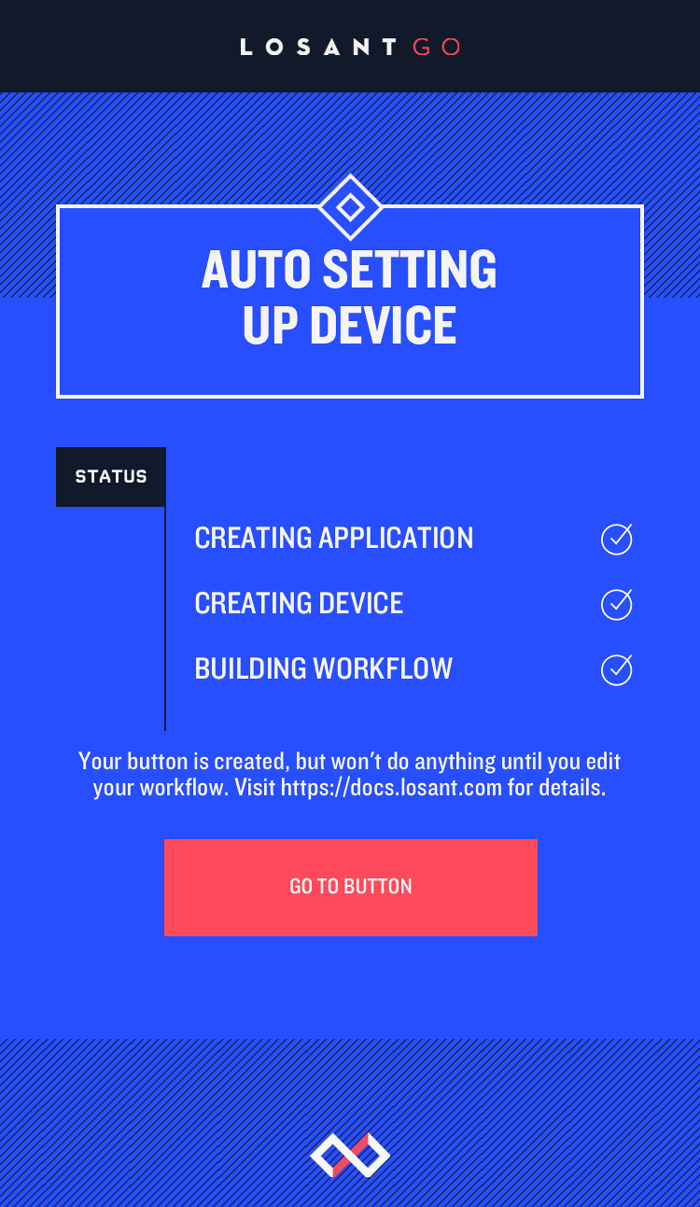 LOSANT GO
AUTO SETTING
UP DEVICE
STATUS
CREATING APPLICATION
CREATING DEVICE
BUILDING WORKFLOW
Your button is created, but won't do anything until you edit
your workflow. Visit https://docs.losant.com for details.
GO TO BUTTON